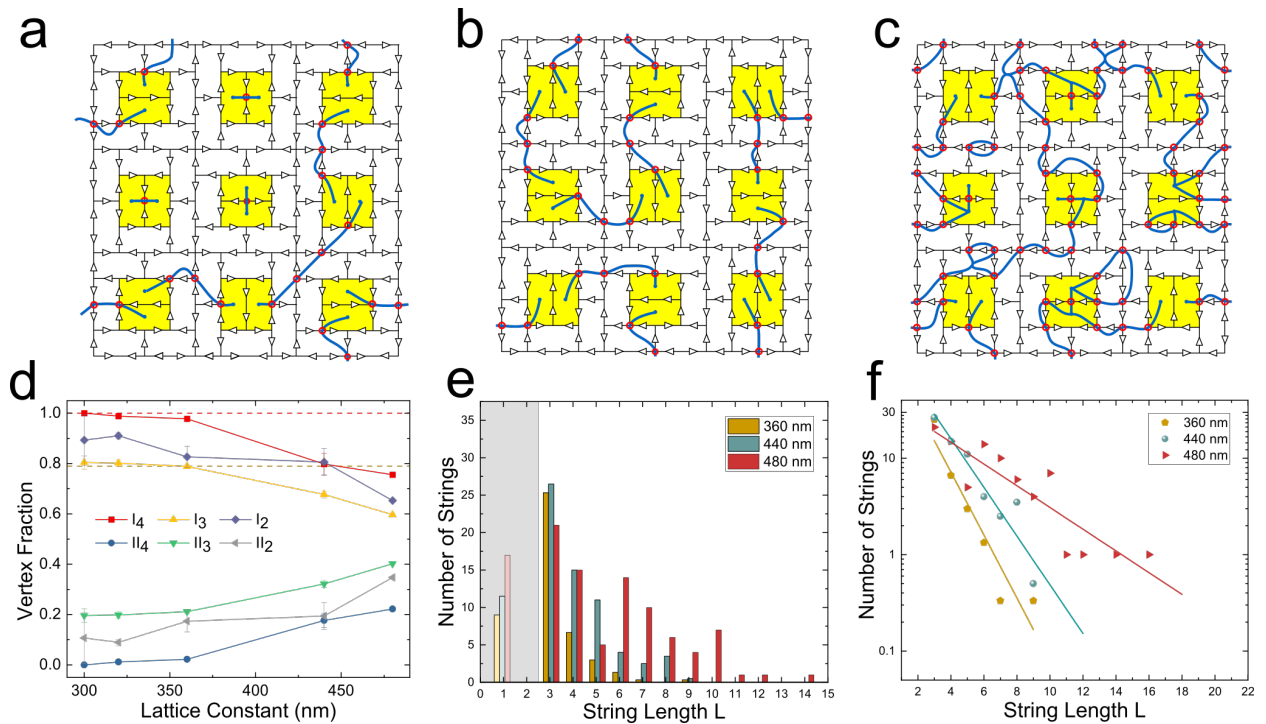 a
b
c
d
1.0
0.8
0.6
0.4
0.2
0.0
Vertex Fraction
I4 I3 I2
II4 II3 II2
300 350 400 450
Lattice Constant (nm)
e
35
30
25
20
15
10
5
0
Number of Strings
360 nm
440 nm
480 nm
0 1 2 3 4 5 6 7 8 9 10 11 12 13 14 15
String Length L
f
30
10
1
0.1
Number of Strings
360 nm
440 nm
480 nm
2 4 6 8 10 12 14 16 18 20 22
String Length L